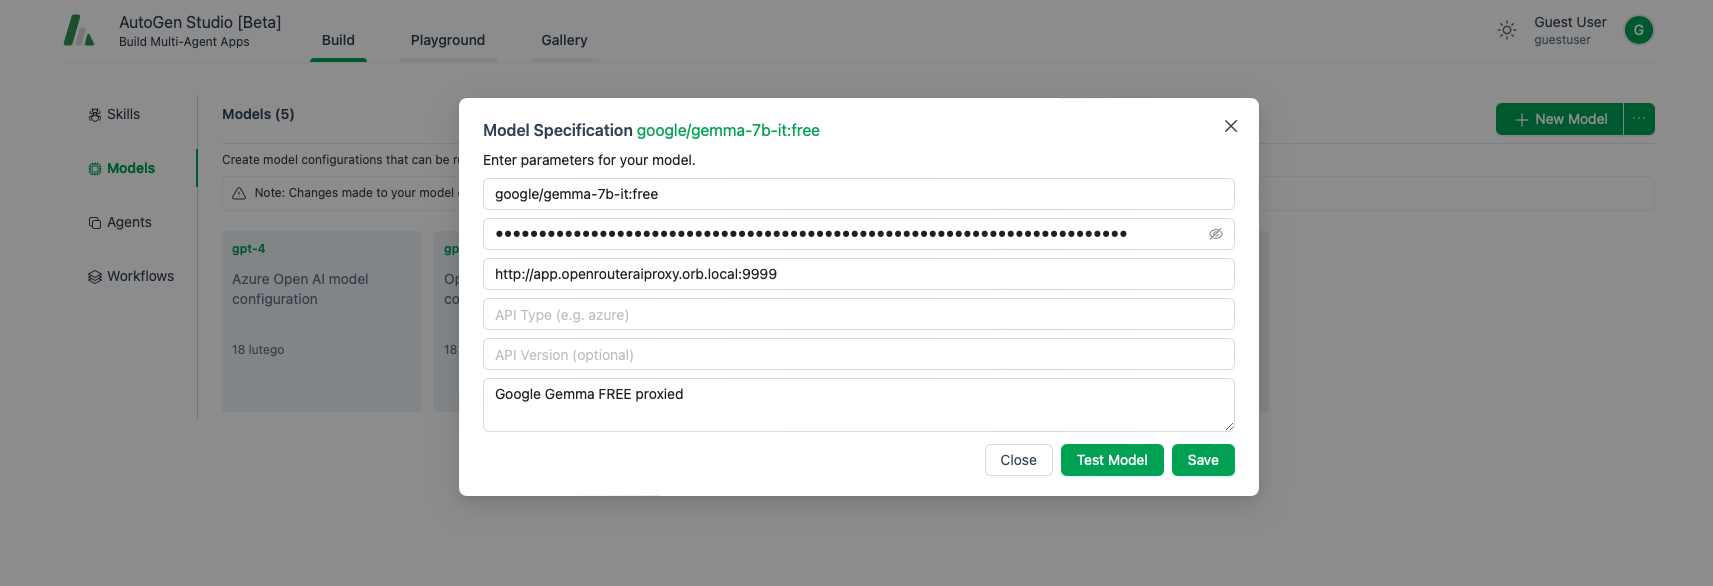 AutoGen Studio [Beta]
Build Multi-Agent Apps
Build
Playground
Gallery
Guest User
guestuser
G
Skills
Models
Agents
Workflows
Models (5)
New Model
Create model configurations that can be
Note: Changes made to your model
gpt-4
Azure Open AI model
configuration
18 lutego
18
Model Specification google/gemma-7b-it:free
Enter parameters for your model.
google/gemma-7b-it:free
http://app.openrouteraiproxy.orb.local:9999
API Type (e.g. azure)
API Version (optional)
Google Gemma FREE proxied
Close
Test Model
Save